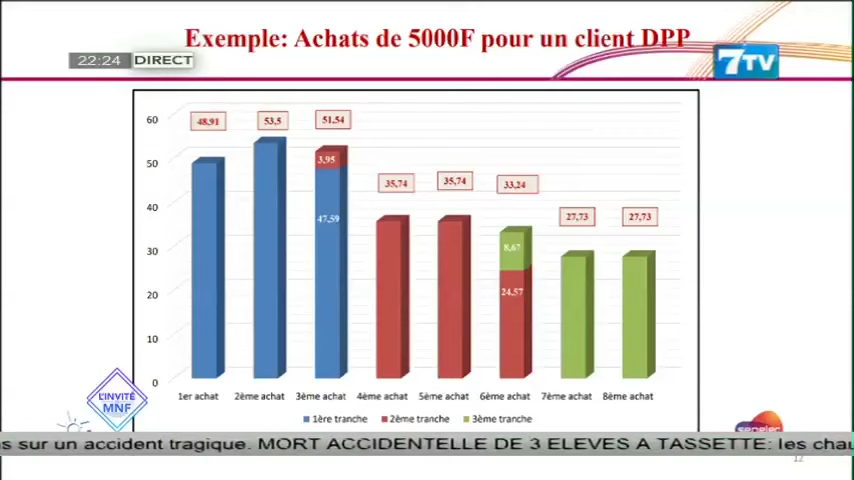 Exemple: Achats de 5000F pour un client DPP
22:24 DIRECT
7TV
48,91 53,5 51,54 35,74 35,74 33,24 27,73 27,73
3,95
47,59
8,67
24,57
60
50
40
30
20
10
0
1er achat 2ème achat 3ème achat 4ème achat 5ème achat 6ème achat 7ème achat 8ème achat
1ère tranche 2ème tranche 3ème tranche
L'INVITÉ
MNF
senelec
sur un accident tragique. MORT ACCIDENTELLE DE 3 ELEVES A TASSETTE: les
12